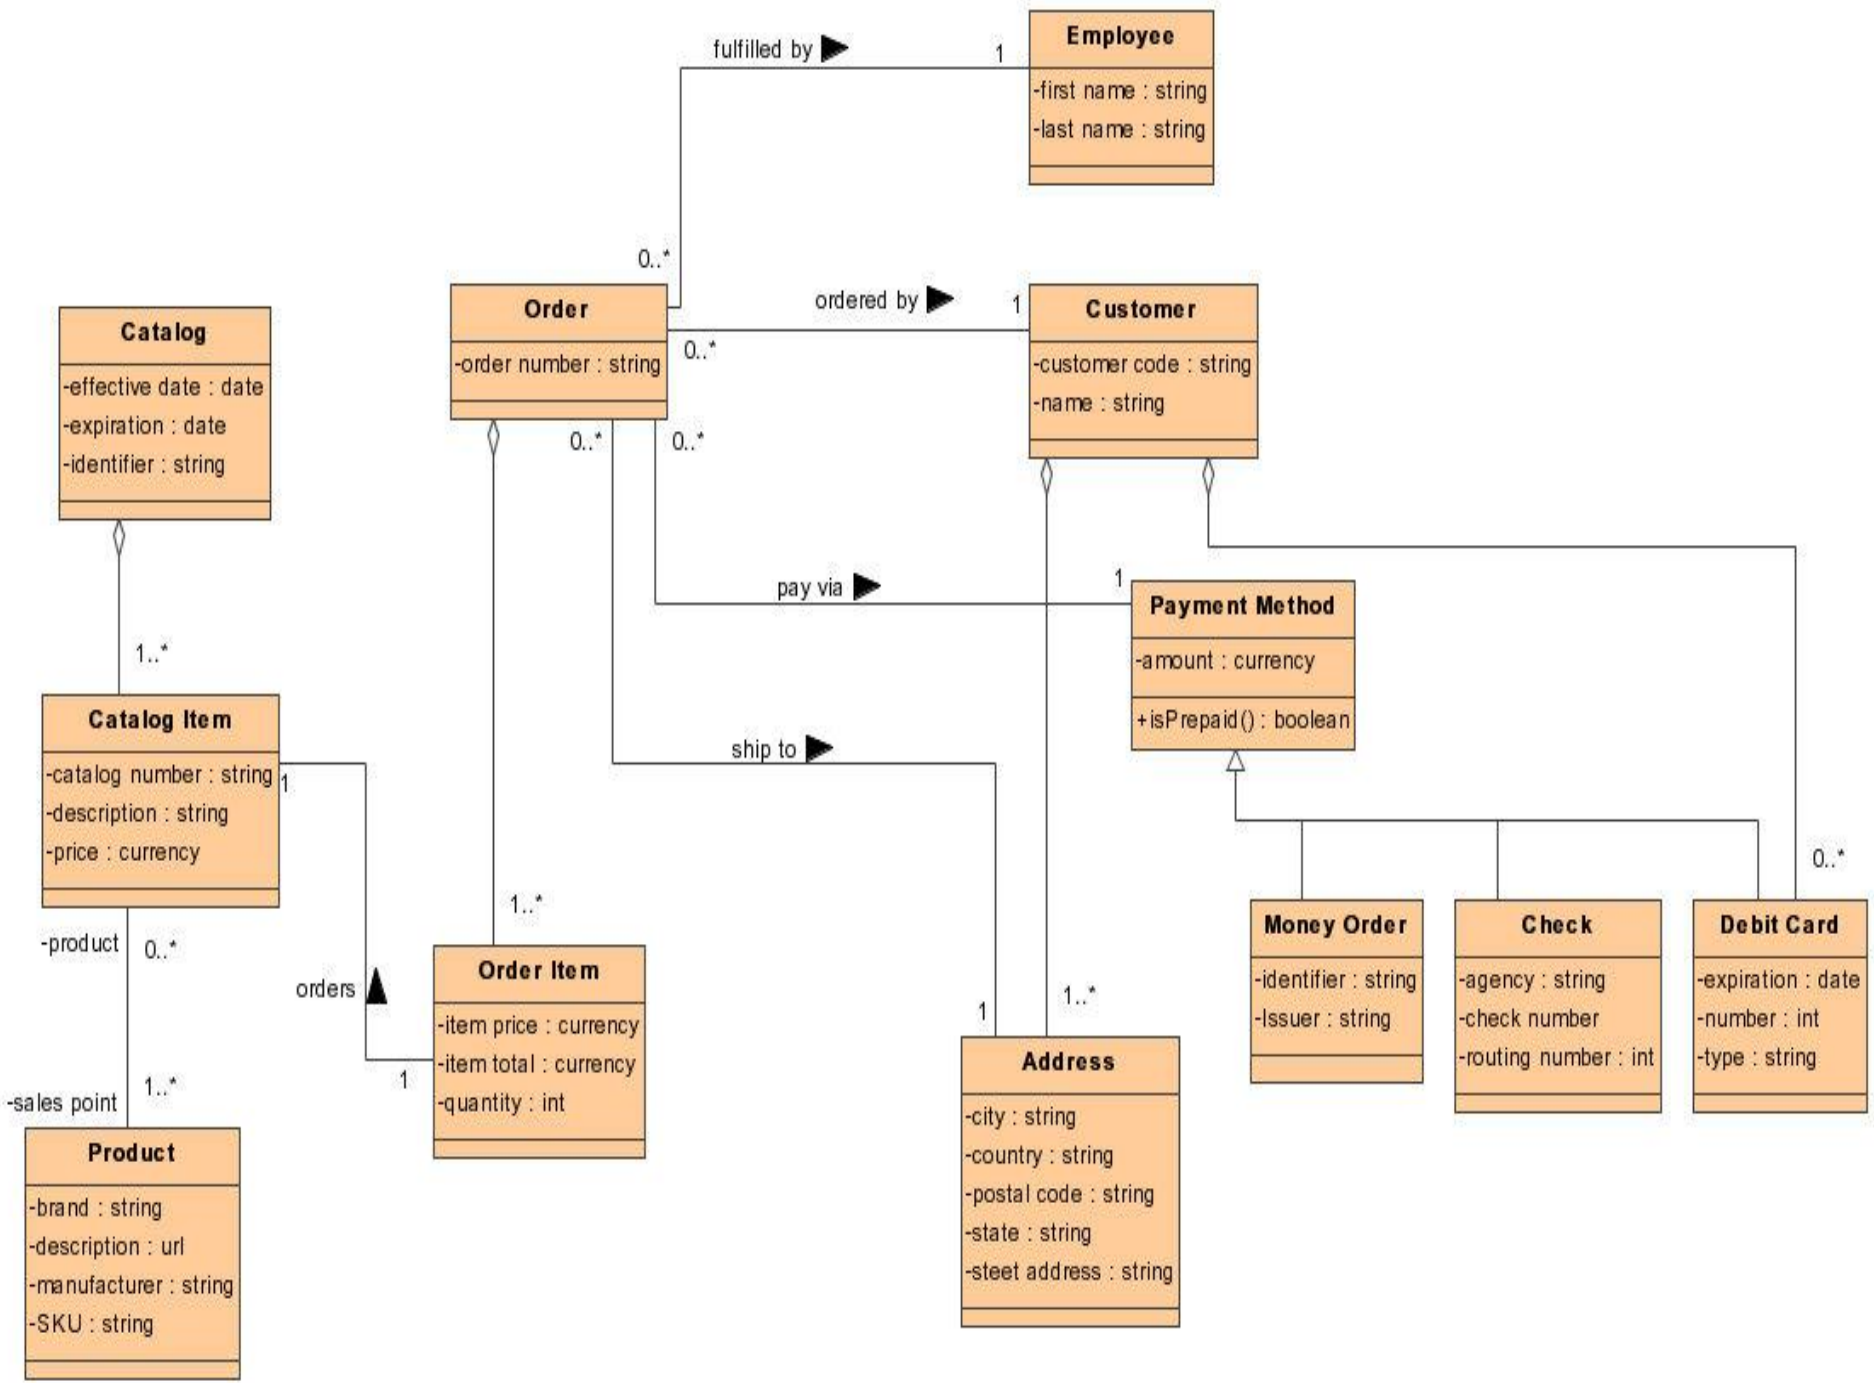 Employee
-first name : string
-last name : string
fulfilled by
1
0..*
Order
-order number : string
ordered by
1
0..*
Customer
-customer code : string
-name : string
Catalog
-effective date : date
-expiration : date
-identifier : string
0..*
0..*
pay via
1
Payment Method
-amount : currency
+isPrepaid() : boolean
1..*
Catalog Item
-catalog number : string
-description : string
-price : currency
1
ship to
0..*
1..*
-product
0..*
orders
1
Order Item
-item price : currency
-item total : currency
-quantity : int
1
1..*
Address
-city : string
-country : string
-postal code : string
-state : string
-steet address : string
Money Order
-identifier : string
-Issuer : string
Check
-agency : string
-check number
-routing number : int
Debit Card
-expiration : date
-number : int
-type : string
1..*
-sales point
Product
-brand : string
-description : url
-manufacturer : string
-SKU : string